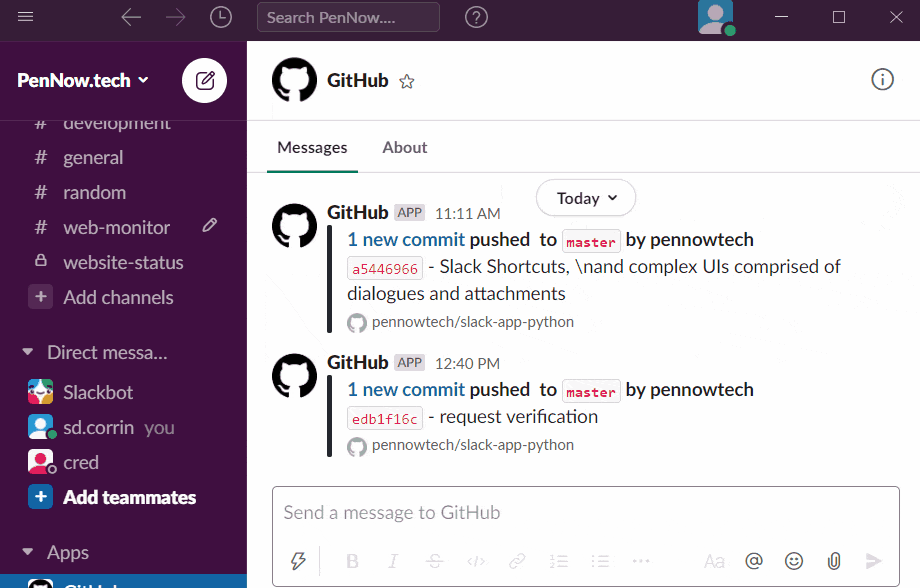 Search PenNow....
PenNow.tech
# development
# general
# random
# web-monitor
website-status
+ Add channels
Direct messa...
Slackbot
sd.corrin you
cred
+ Add teammates
Apps
GitHub
GitHub
Messages About
Today
GitHub APP 11:11 AM
1 new commit pushed to master by pennowtech
a5446966 - Slack Shortcuts, \nand complex UIs comprised of
dialogues and attachments
pennowtech/slack-app-python
GitHub APP 12:40 PM
1 new commit pushed to master by pennowtech
edb1f16c - request verification
pennowtech/slack-app-python
Send a message to GitHub
B I S </> Aa @